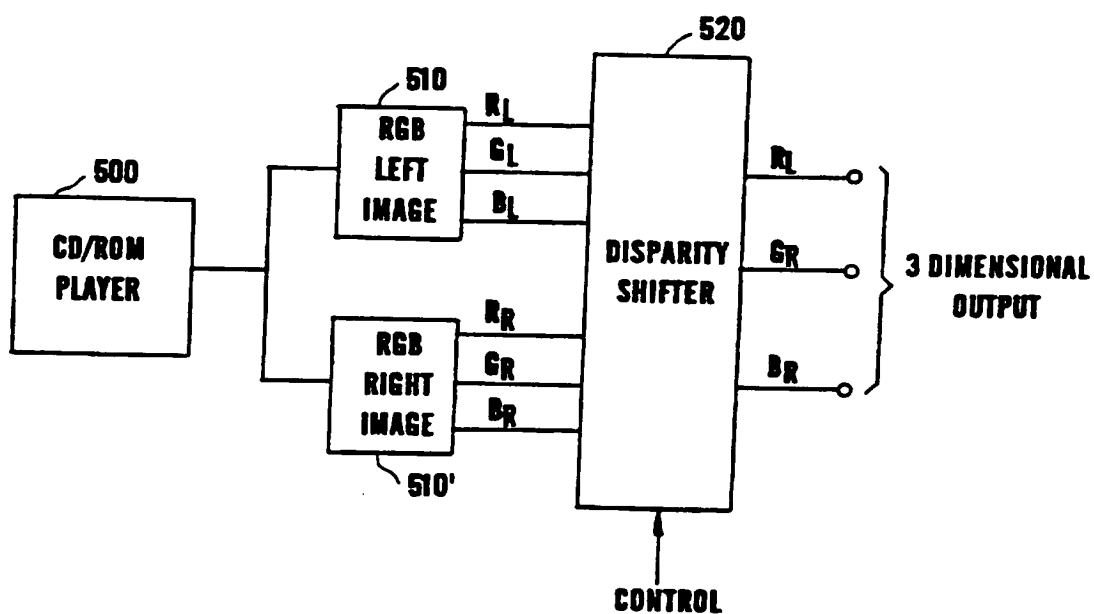 520
510
RGB
LEFT
IMAGE
RL
GL
BL
500
CD/ROM
PLAYER
DISPARITY
SHIFTER
RL
GR
BR
3 DIMENSIONAL
OUTPUT
RGB
RIGHT
IMAGE
RR
GR
BR
510'
CONTROL